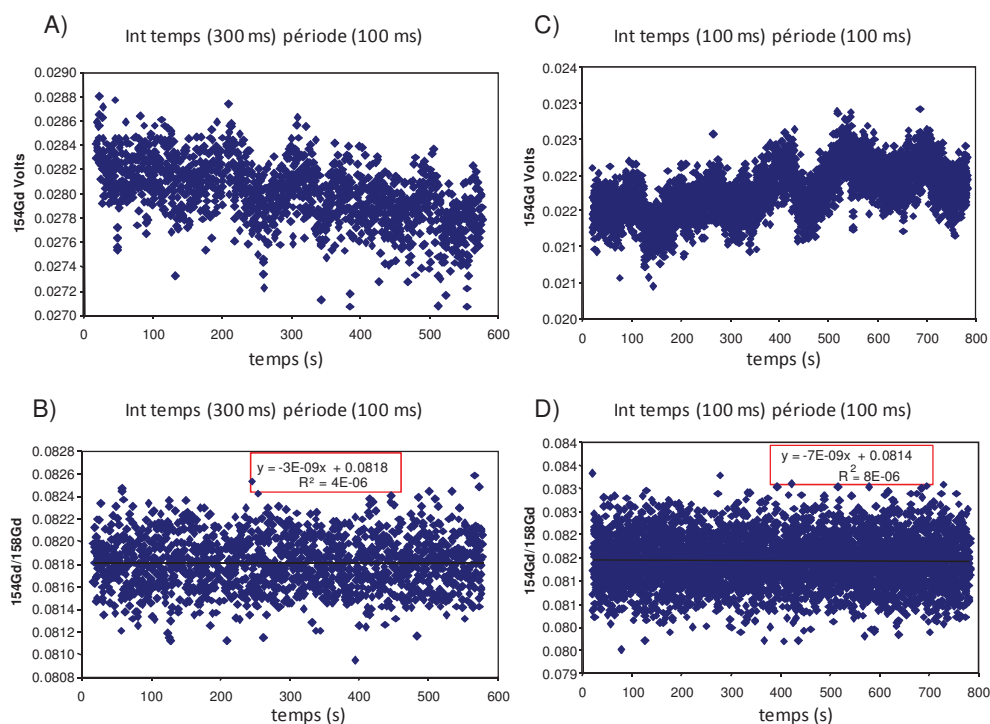 A)
Int temps (300 ms) période (100 ms)
154Gd Volts
0.0290
0.0288
0.0286
0.0284
0.0282
0.0280
0.0278
0.0276
0.0274
0.0272
0.0270
0 100 200 300 400 500 600
temps (s)
C)
Int temps (100 ms) période (100 ms)
154Gd Volts
0.024
0.023
0.023
0.022
0.022
0.021
0.021
0.020
0 100 200 300 400 500 600 700 800
temps (s)
B)
Int temps (300 ms) période (100 ms)
154Gd/158Gd
0.0828
0.0826
0.0824
0.0822
0.0820
0.0818
0.0816
0.0814
0.0812
0.0810
0.0808
y = -3E-09x + 0.0818
R² = 4E-06
0 100 200 300 400 500 600
temps (s)
D)
Int temps (100 ms) période (100 ms)
154Gd/158Gd
0.084
0.084
0.083
0.083
0.082
0.082
0.081
0.081
0.080
0.080
0.079
y = -7E-09x + 0.0814
R² = 8E-06
0 100 200 300 400 500 600 700 800
temps (s)